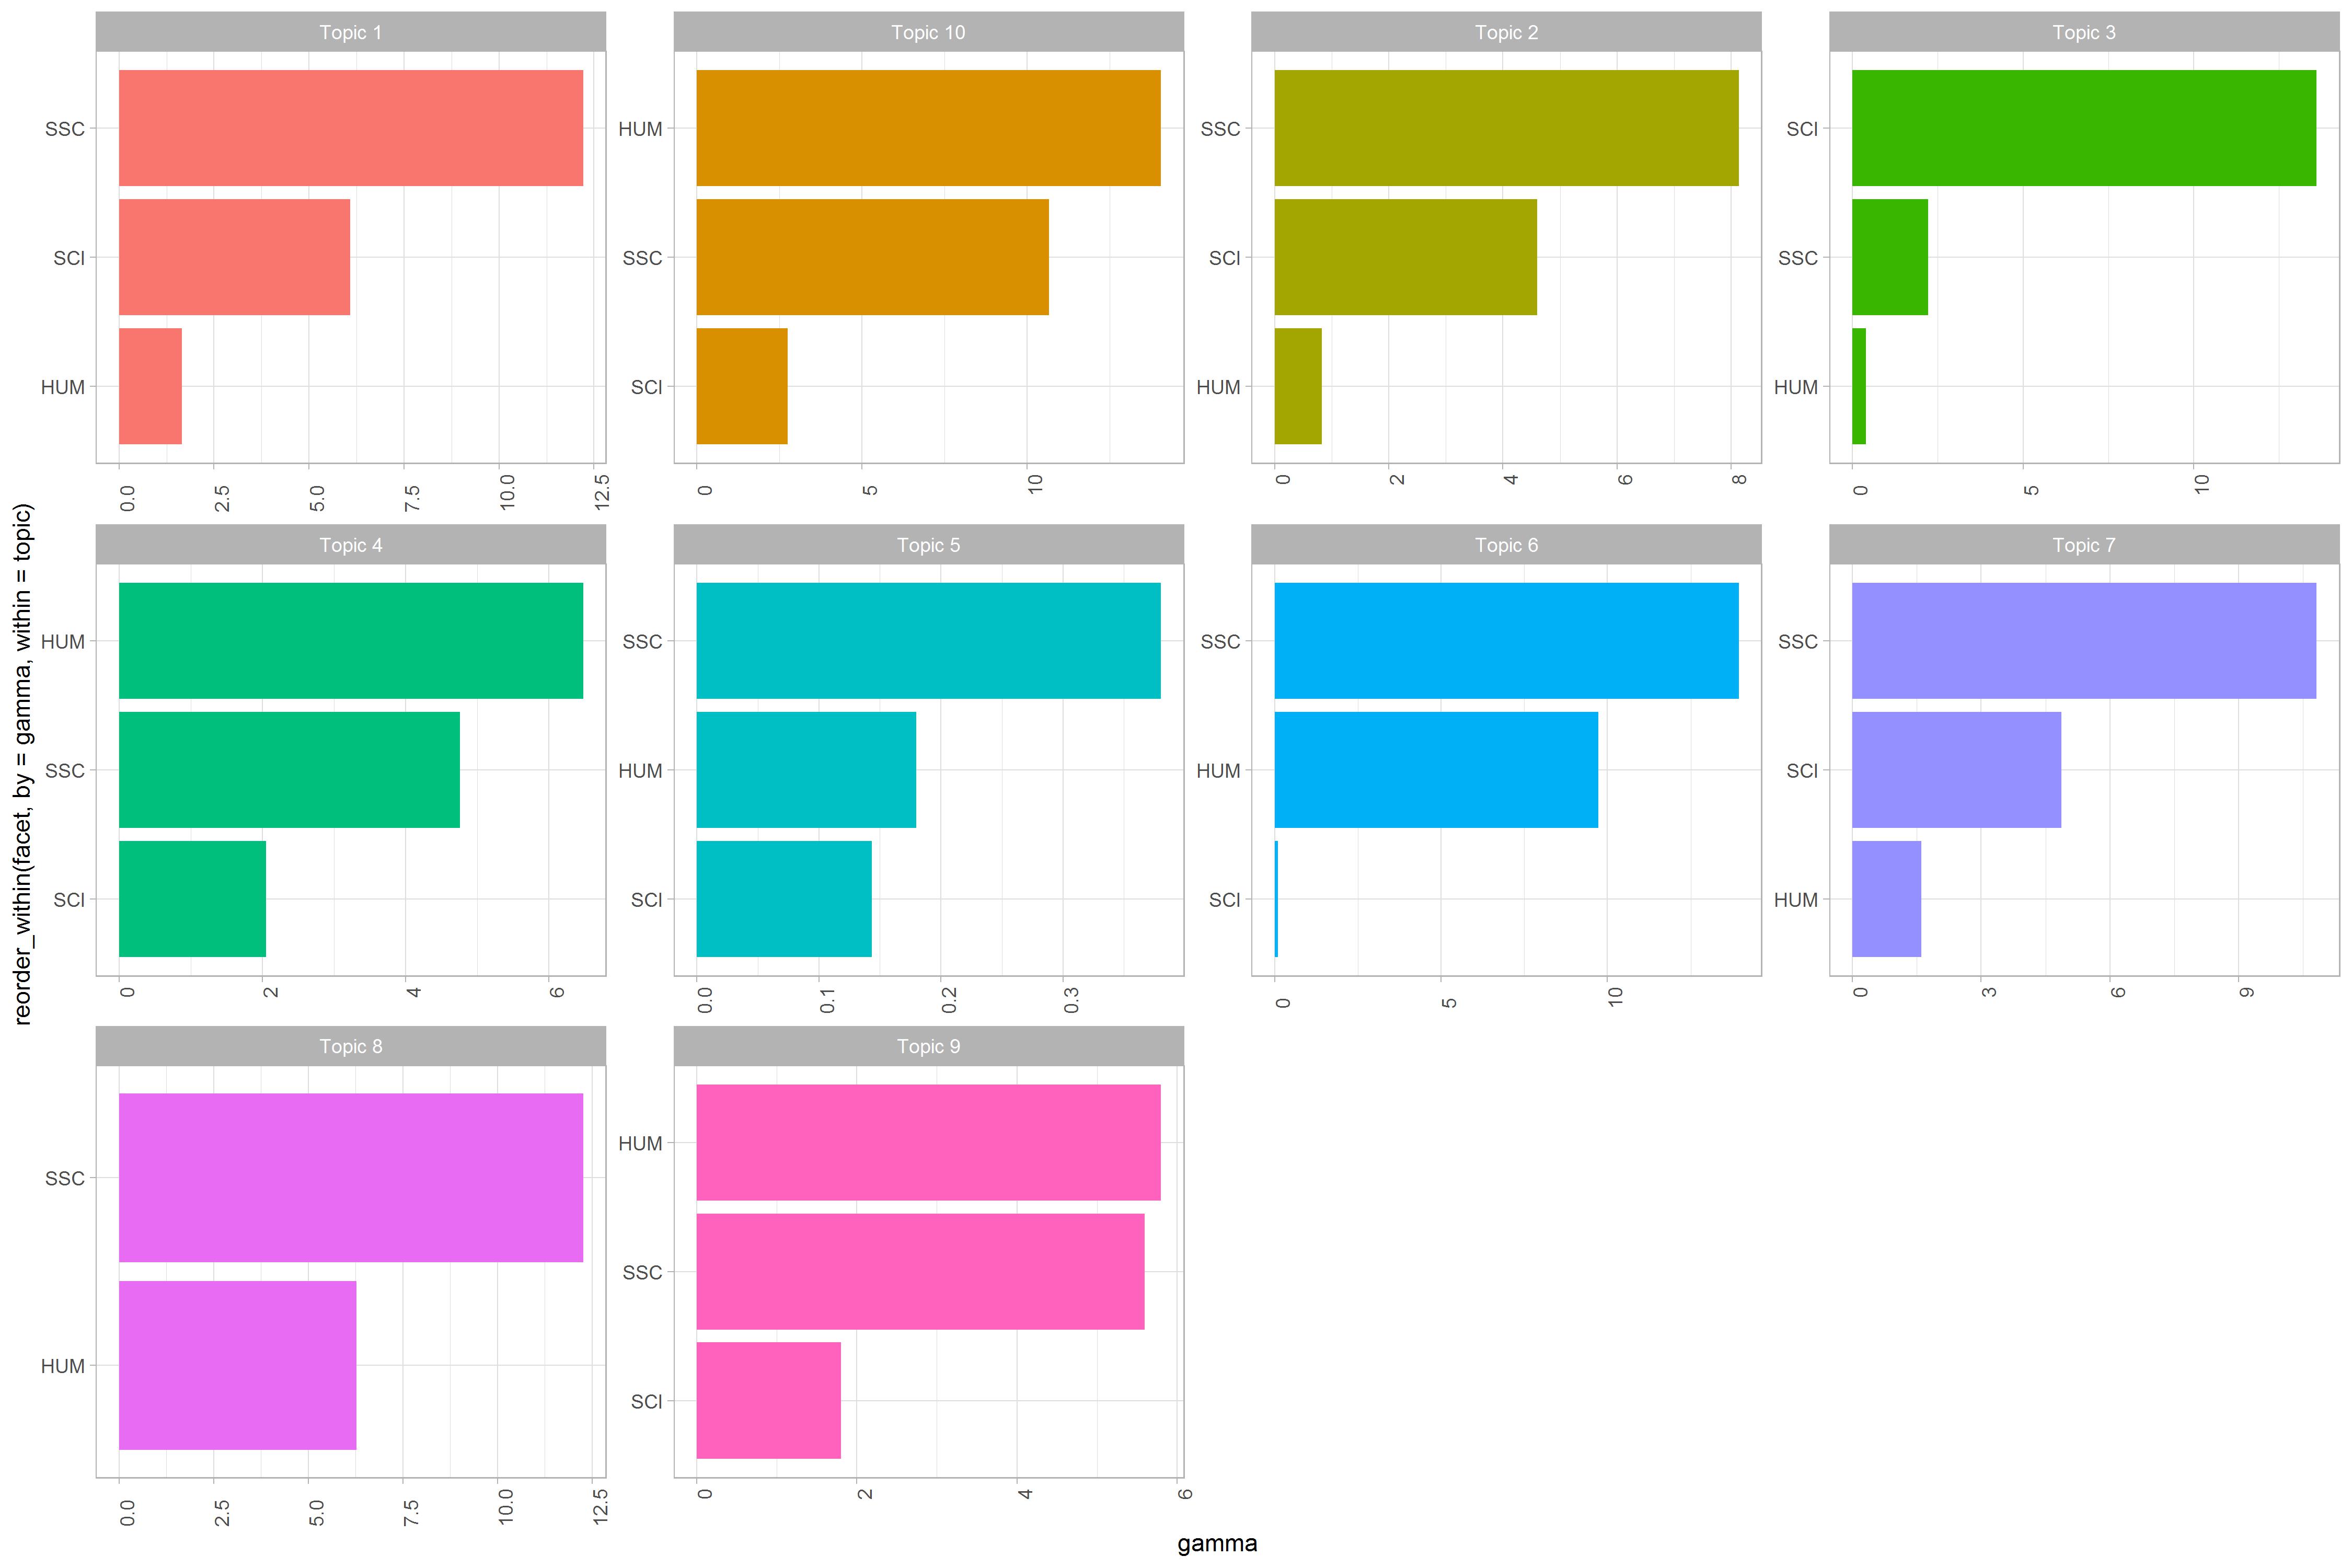 Topic 1
SSC
SCI
HUM
0.0 2.5 5.0 7.5 10.0 12.5
Topic 10
HUM
SSC
SCI
0 5 10
Topic 2
SSC
SCI
HUM
0 2 4 6 8
Topic 3
SCI
SSC
HUM
0 5 10
reorder_within(facet, by = gamma, within = topic)
Topic 4
HUM
SSC
SCI
0 2 4 6
Topic 5
SSC
HUM
SCI
0.0 0.1 0.2 0.3
Topic 6
SSC
HUM
SCI
0 5 10
Topic 7
SSC
SCI
HUM
0 3 6 9
Topic 8
SSC
HUM
0.0 2.5 5.0 7.5 10.0 12.5
Topic 9
HUM
SSC
SCI
0 2 4 6
gamma